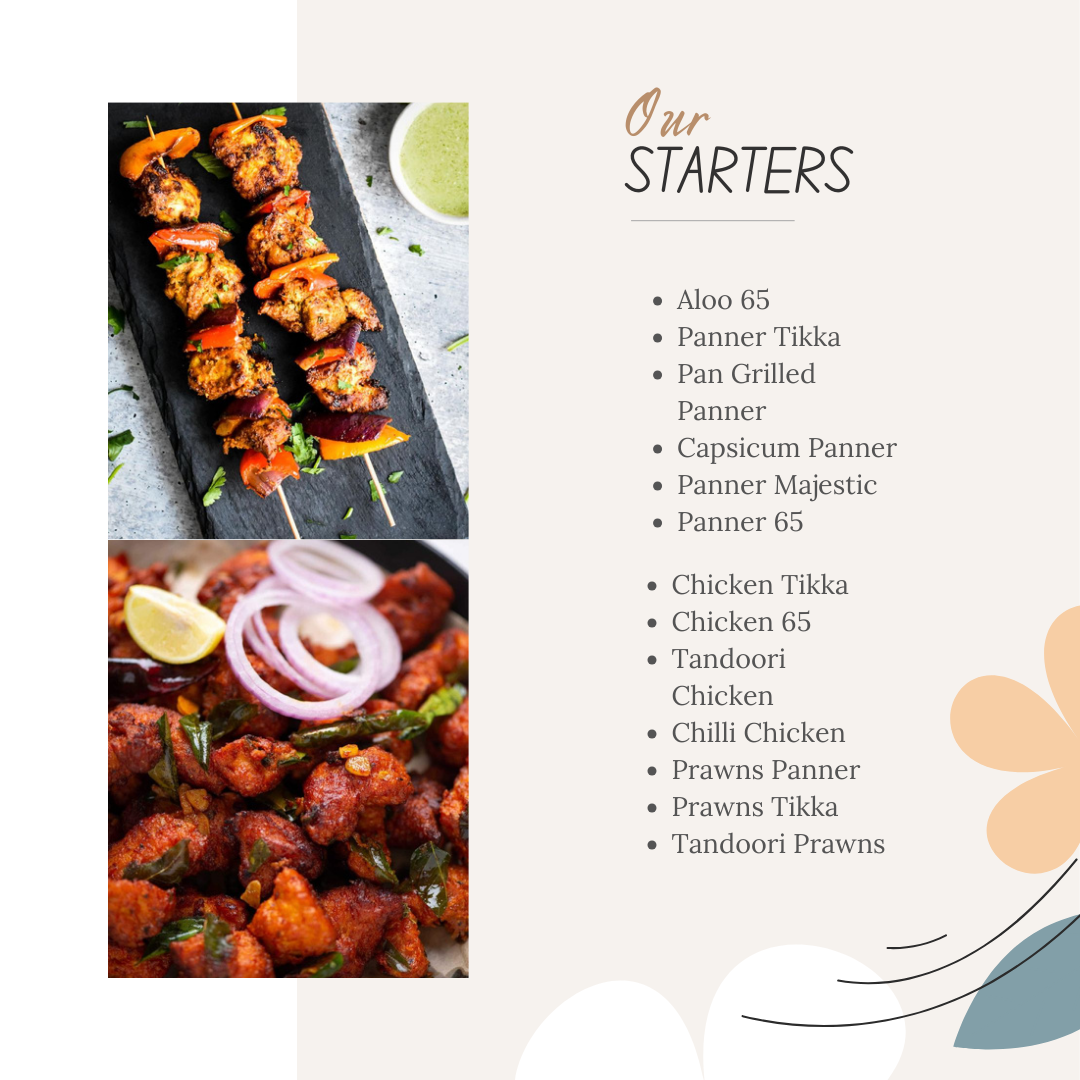 Our
STARTERS
• Aloo 65
• Panner Tikka
• Pan Grilled
Panner
• Capsicum Panner
• Panner Majestic
• Panner 65
• Chicken Tikka
• Chicken 65
• Tandoori
Chicken
• Chilli Chicken
• Prawns Panner
• Prawns Tikka
• Tandoori Prawns